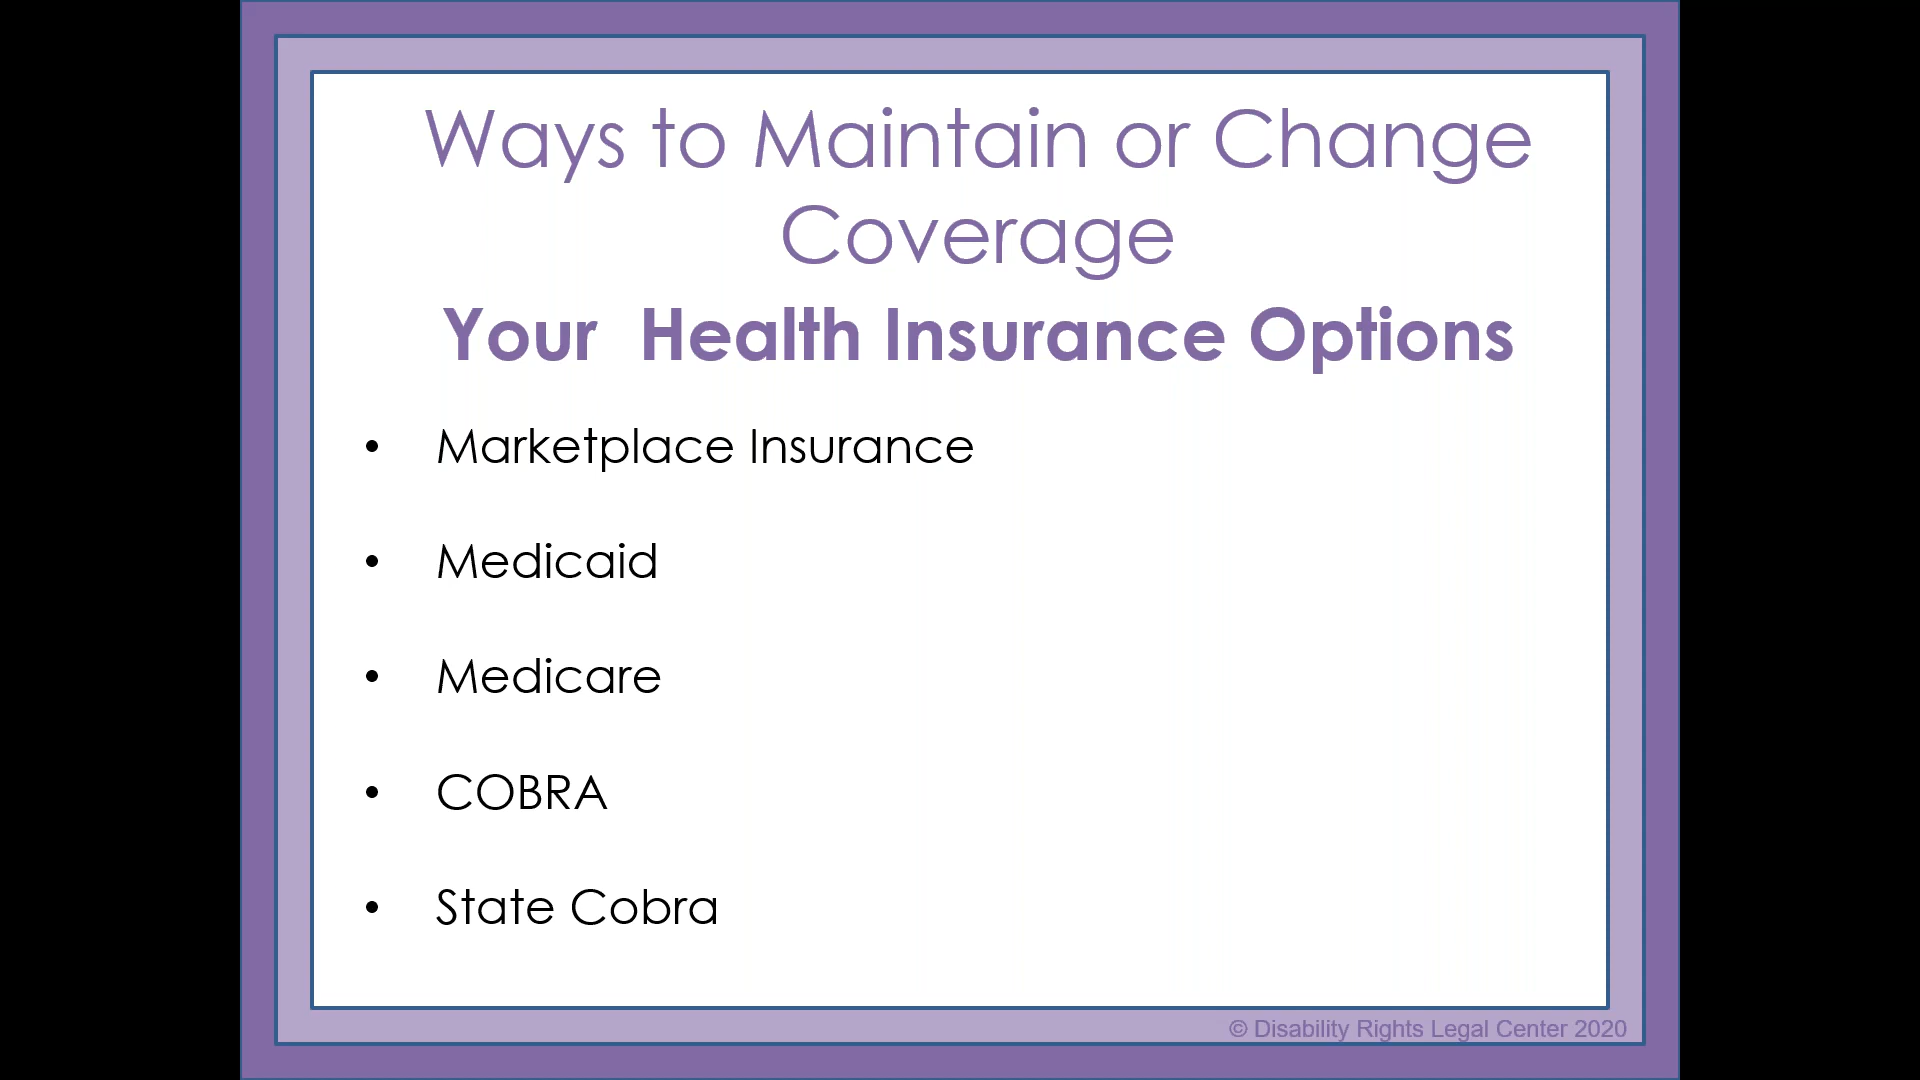 Ways to Maintain or Change
Coverage
Your  Health Insurance Options
• Marketplace Insurance
• Medicaid
• Medicare
• COBRA
• State Cobra
© Disability Rights Legal Center 2020